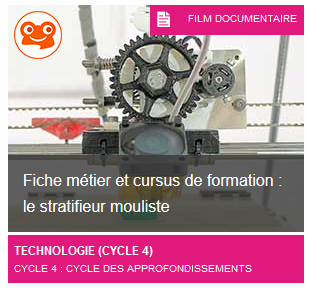 FILM DOCUMENTAIRE
Fiche métier et cursus de formation :
le stratifieur mouliste
TECHNOLOGIE (CYCLE 4)
CYCLE 4 : CYCLE DES APPROFONDISSEMENTS